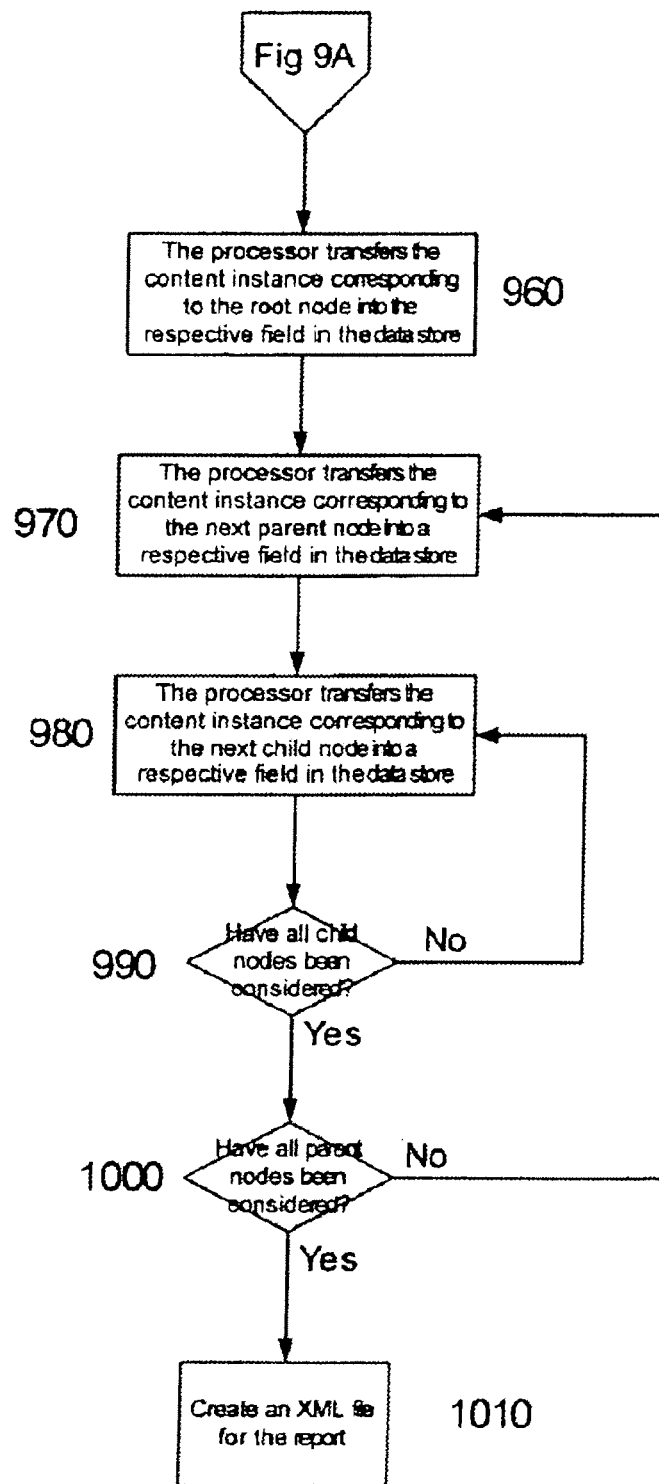 Fig 9A
The processor transfers the
content instance corresponding
to the root node into the
respective field in the data store
960
The processor transfers the
content instance corresponding to
the next parent node into a
respective field in the data store
970
The processor transfers the
content instance corresponding to
the next child node into a
respective field in the data store
980
Have all child
nodes been
considered?
990
No
Yes
Have all parent
nodes been
considered?
1000
No
Yes
Create an XML file
for the report
1010